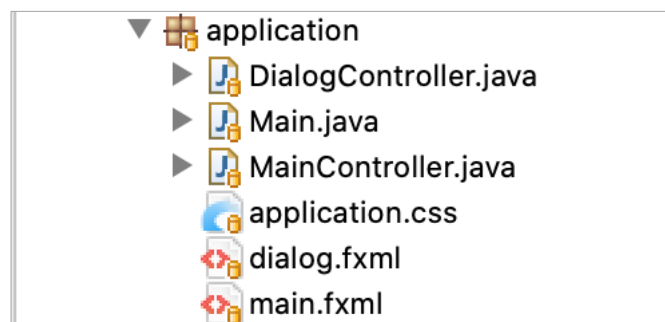 application
DialogController.java
Main.java
MainController.java
application.css
dialog.fxml
main.fxml